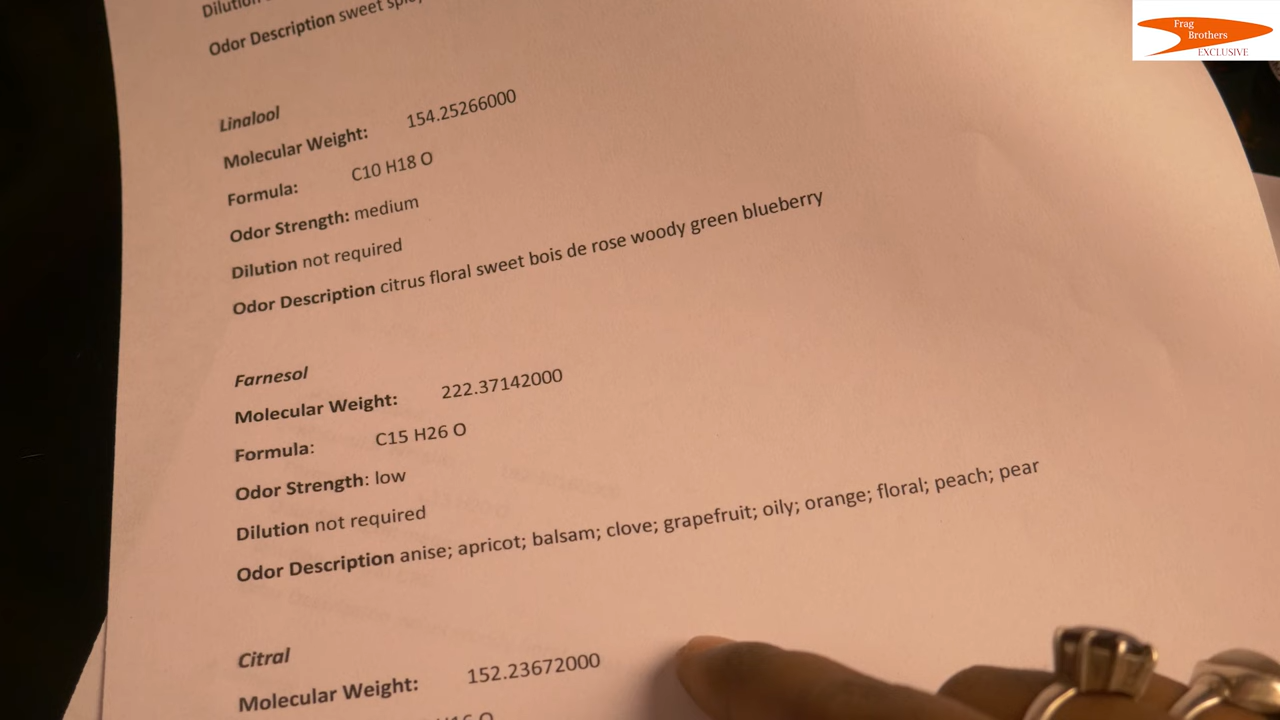 Dilution
Odor Description sweet
Linalool
Molecular Weight: 154.25266000
Formula: C10 H18 O
Odor Strength: medium
Dilution not required
Odor Description citrus floral sweet bois de rose woody green blueberry
Farnesol
Molecular Weight: 222.37142000
Formula: C15 H26 O
Odor Strength: low
Dilution not required
Odor Description anise; apricot; balsam; clove; grapefruit; oily; orange; floral; peach; pear
Citral
Molecular Weight: 152.23672000
Frag
Brothers
EXCLUSIVE